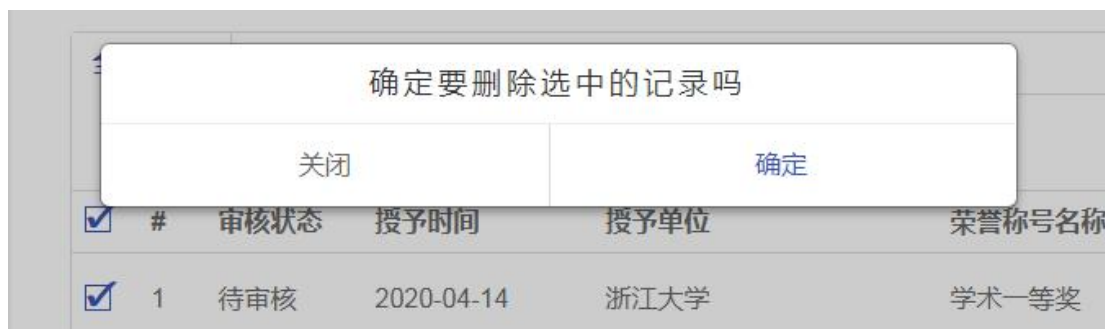 确定要删除选中的记录吗
关闭 确定
# 审核状态 授予时间 授予单位 荣誉称号名称
1 待审核 2020-04-14 浙江大学 学术一等奖